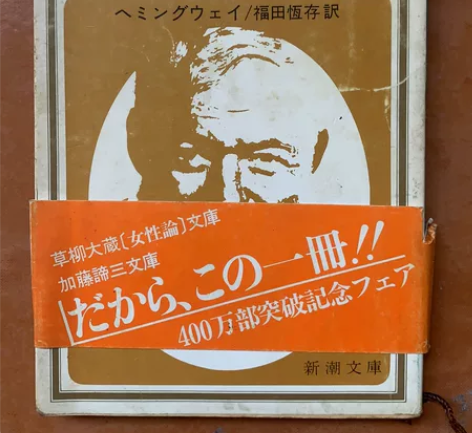 ヘミングウェイ/福田恆存訳
草柳大蔵〔女性論〕文庫
加藤諦三文庫
だから、この一冊!!
400万部突破記念フェア
新潮文庫